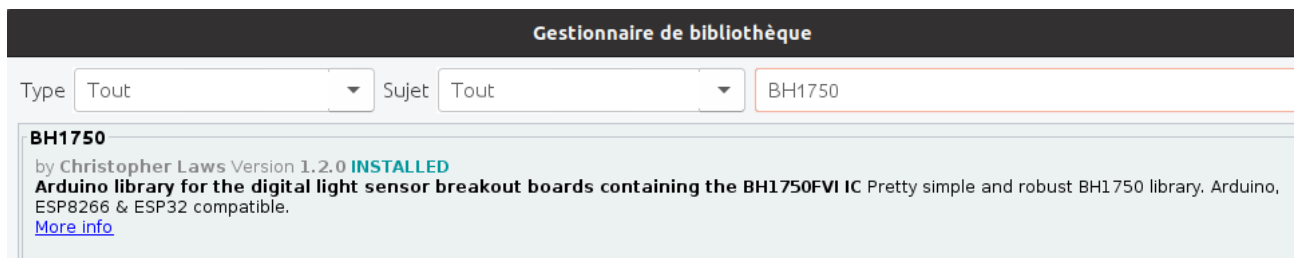 Gestionnaire de bibliothèque
Type Tout Sujet Tout BH1750
BH1750
by Christopher Laws Version 1.2.0 INSTALLED
Arduino library for the digital light sensor breakout boards containing the BH1750FVI IC Pretty simple and robust BH1750 library. Arduino,
ESP8266 & ESP32 compatible.
More info